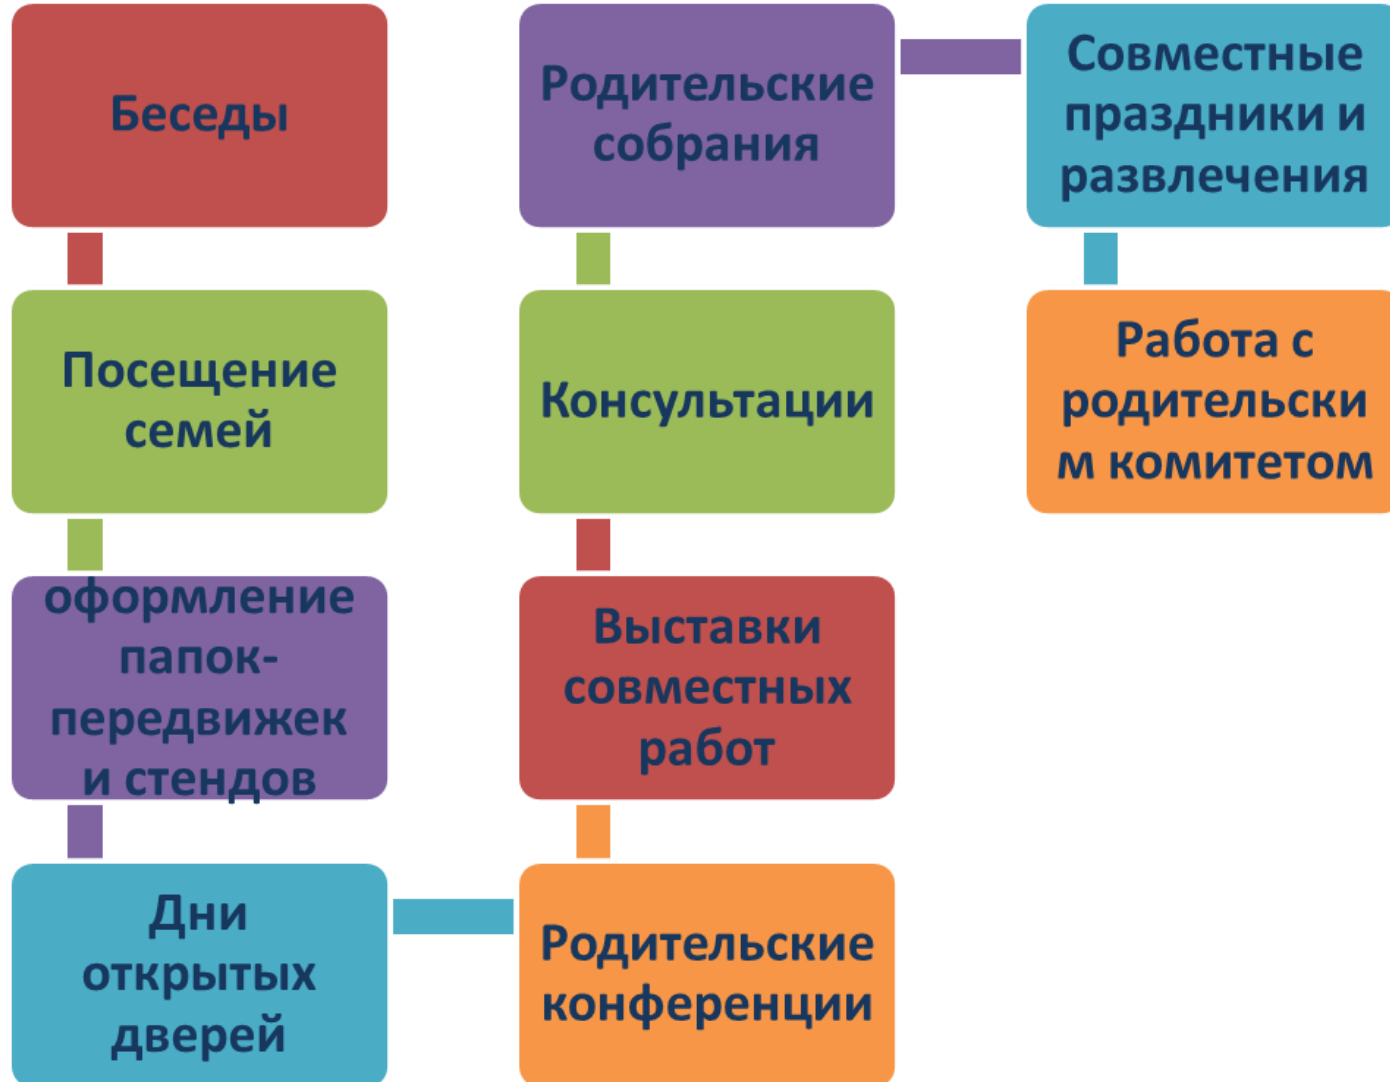 Беседы
Посещение
семей
оформление
папок-
передвижек
и стендов
Дни
открытых
дверей
Родительские
конференции
Выставки
совместных
работ
Консультации
Родительские
собрания
Совместные
праздники и
развлечения
Работа с
родительски
м комитетом